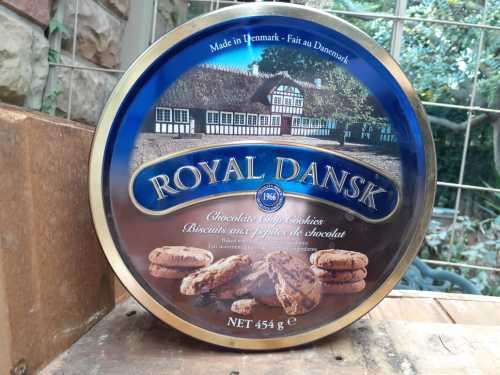 Made in Denmark - Fait au Danemark
ROYAL DANSK
1966
Chocolate Chip Cookies
Biscuits aux pépites de chocolat
NET 454 g ℮